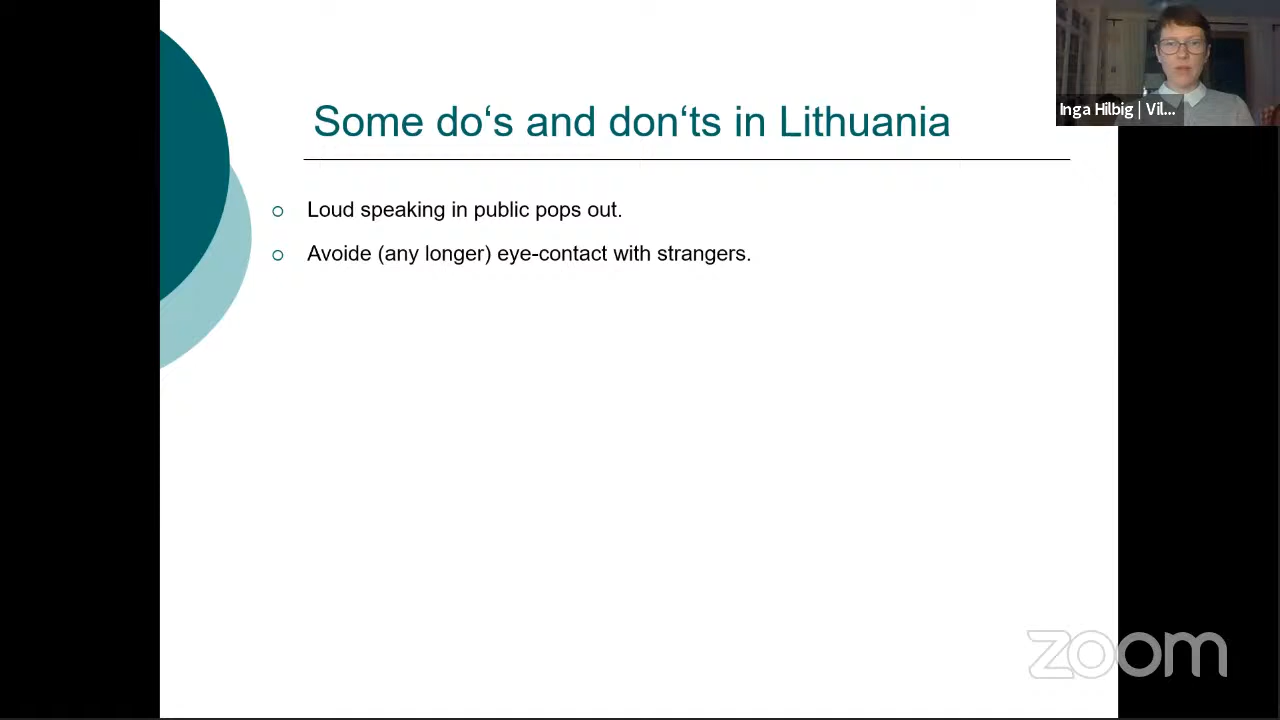 Some do‘s and don‘ts in Lithuania
Loud speaking in public pops out.
Avoide (any longer) eye-contact with strangers.
Inga Hilbig | Vil...
zoom